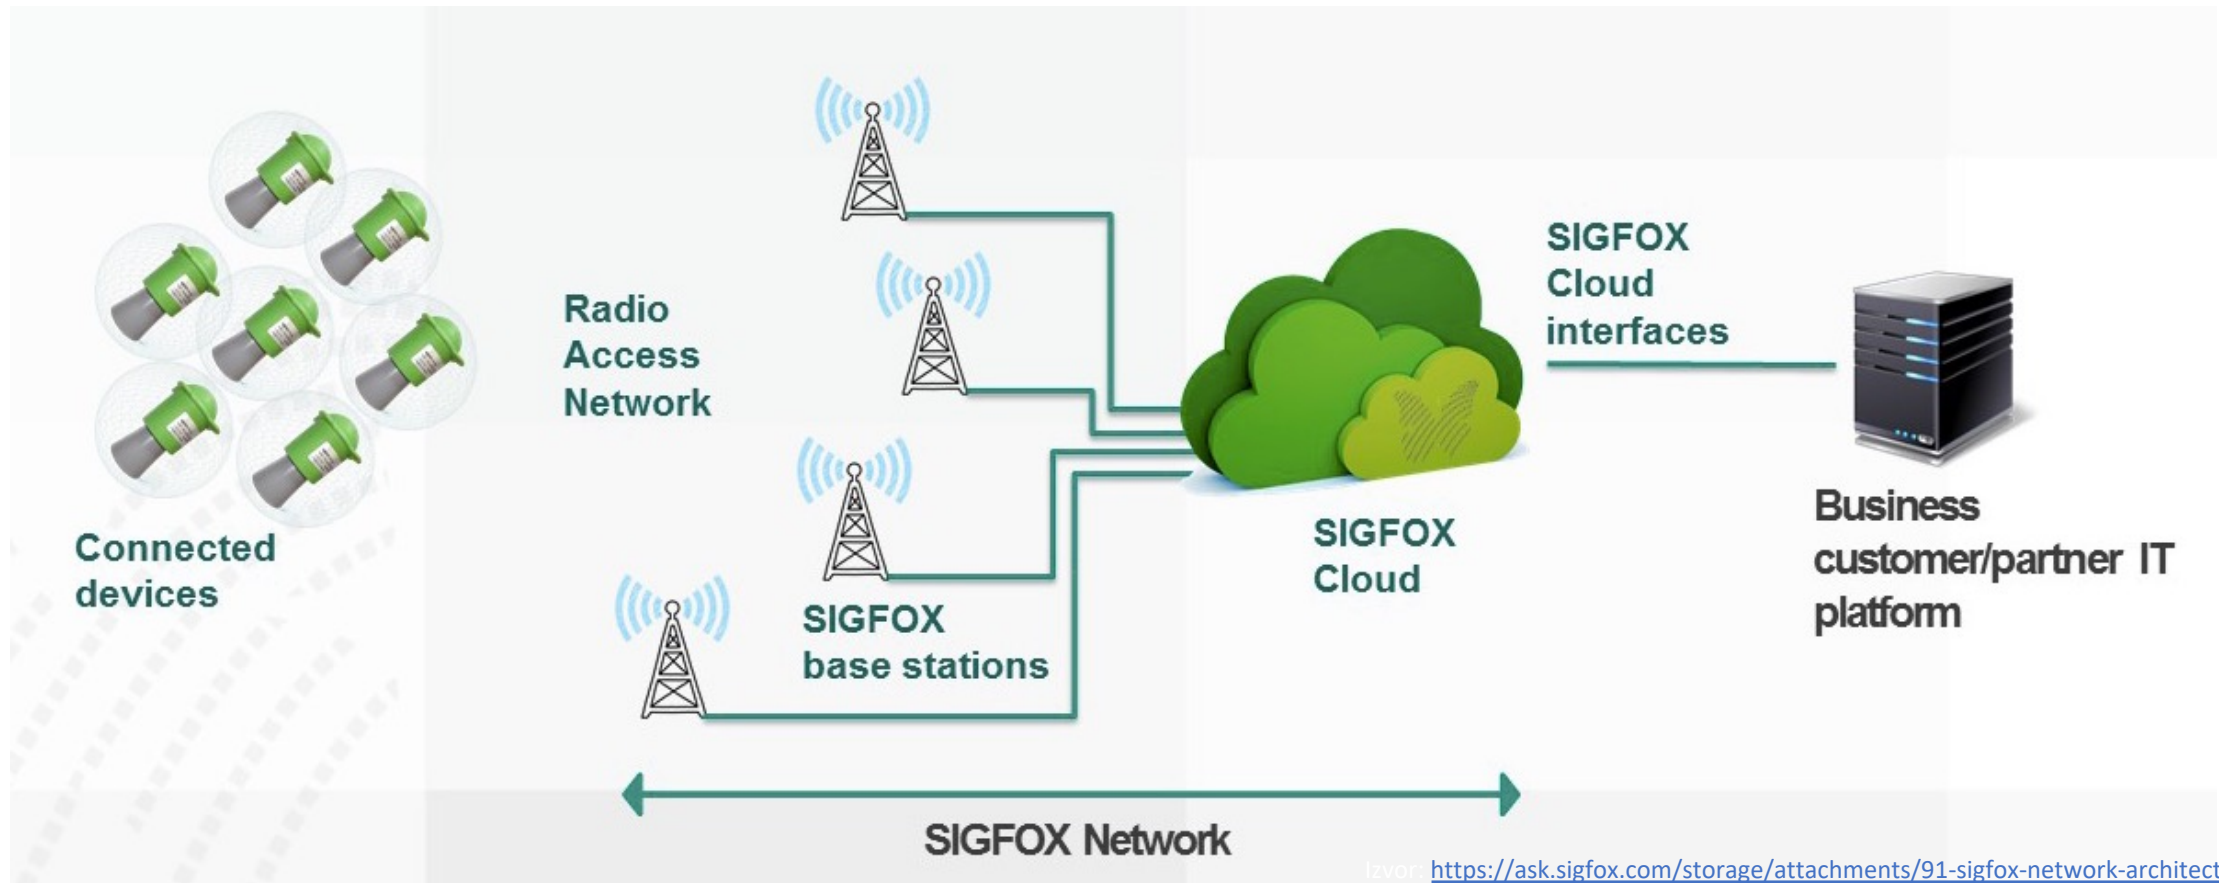 Connected
devices
Radio
Access
Network
SIGFOX
base stations
SIGFOX
Cloud
SIGFOX
Cloud
interfaces
Business
customer/partner IT
platform
SIGFOX Network
Izvor: https://ask.sigfox.com/storage/attachments/91-sigfox-network-architect